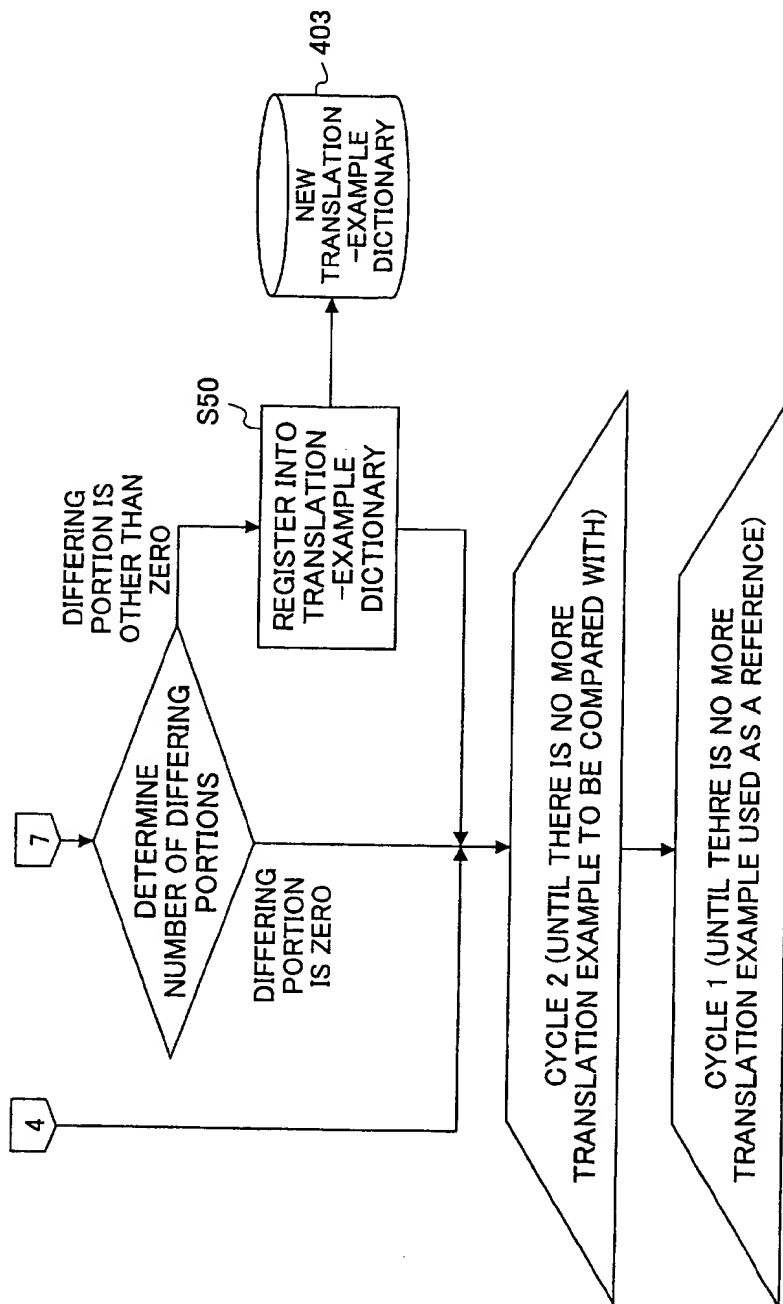 4
7
DETERMINE
NUMBER OF DIFFERING
PORTIONS
DIFFERING
PORTION IS
OTHER THAN
ZERO
DIFFERING
PORTION
IS ZERO
S50
REGISTER INTO
TRANSLATION
-EXAMPLE
DICTIONARY
403
NEW
TRANSLATION
-EXAMPLE
DICTIONARY
CYCLE 2 (UNTIL THERE IS NO MORE
TRANSLATION EXAMPLE TO BE COMPARED WITH)
CYCLE 1 (UNTIL TEHRE IS NO MORE
TRANSLATION EXAMPLE USED AS A REFERENCE)